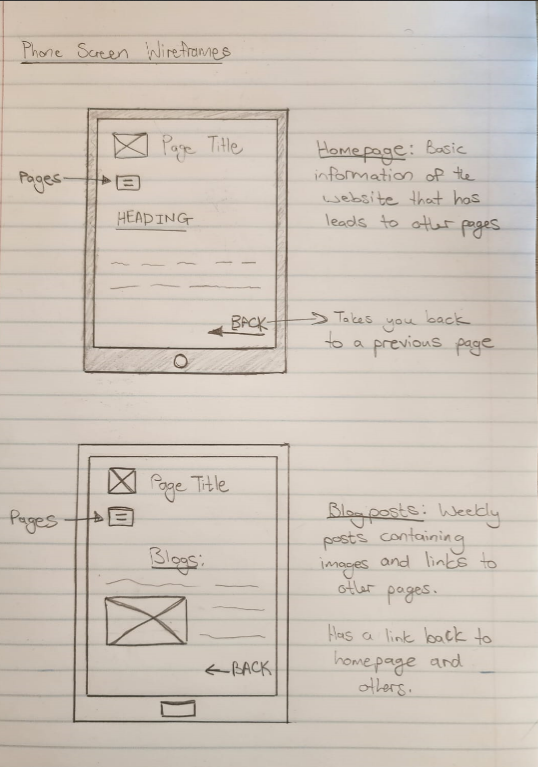 Phone Screen Wireframes
Page Title
Pages
HEADING
BACK
Homepage: Basic
information of the
website that has
leads to other pages
Takes you back
to a previous page
Page Title
Pages
Blogs:
BACK
Blog posts: Weekly
posts containing
images and links to
other pages.
Has a link back to
homepage and
others.